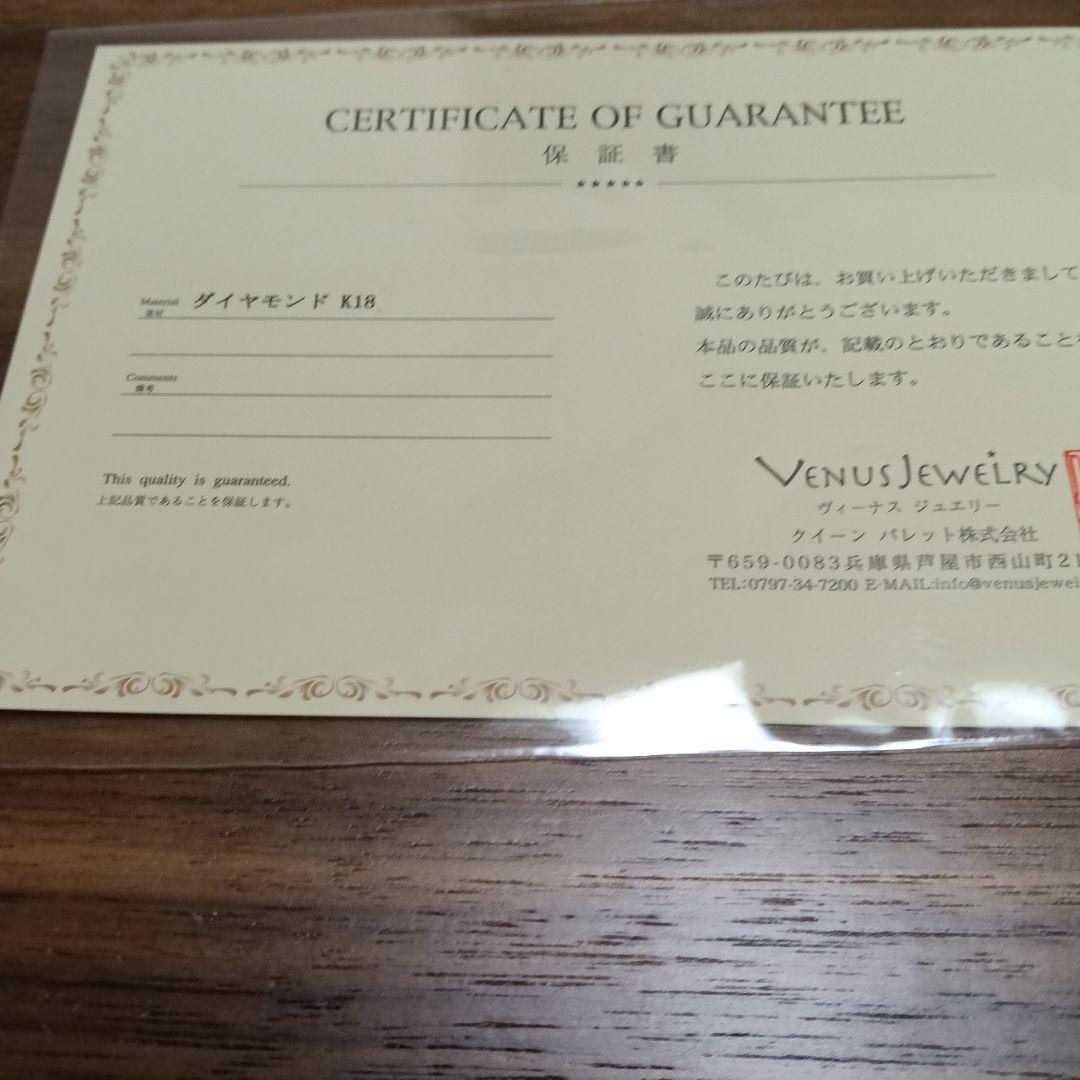 CERTIFICATE OF GUARANTEE
保 証 書
★★★★★
Material ダイヤモンド K18
素材
Comments
備考
This quality is guaranteed.
上記品質であることを保証します。
このたびは、お買い上げいただきまして
誠にありがとうございます。
本品の品質が、記載のとおりであることを
ここに保証いたします。
VENUS JEWELRY
ヴィーナス ジュエリー
クイーン パレット株式会社
〒659-0083兵庫県芦屋市西山町21
TEL:0797-34-7200 E-MAIL:info@venusjewel